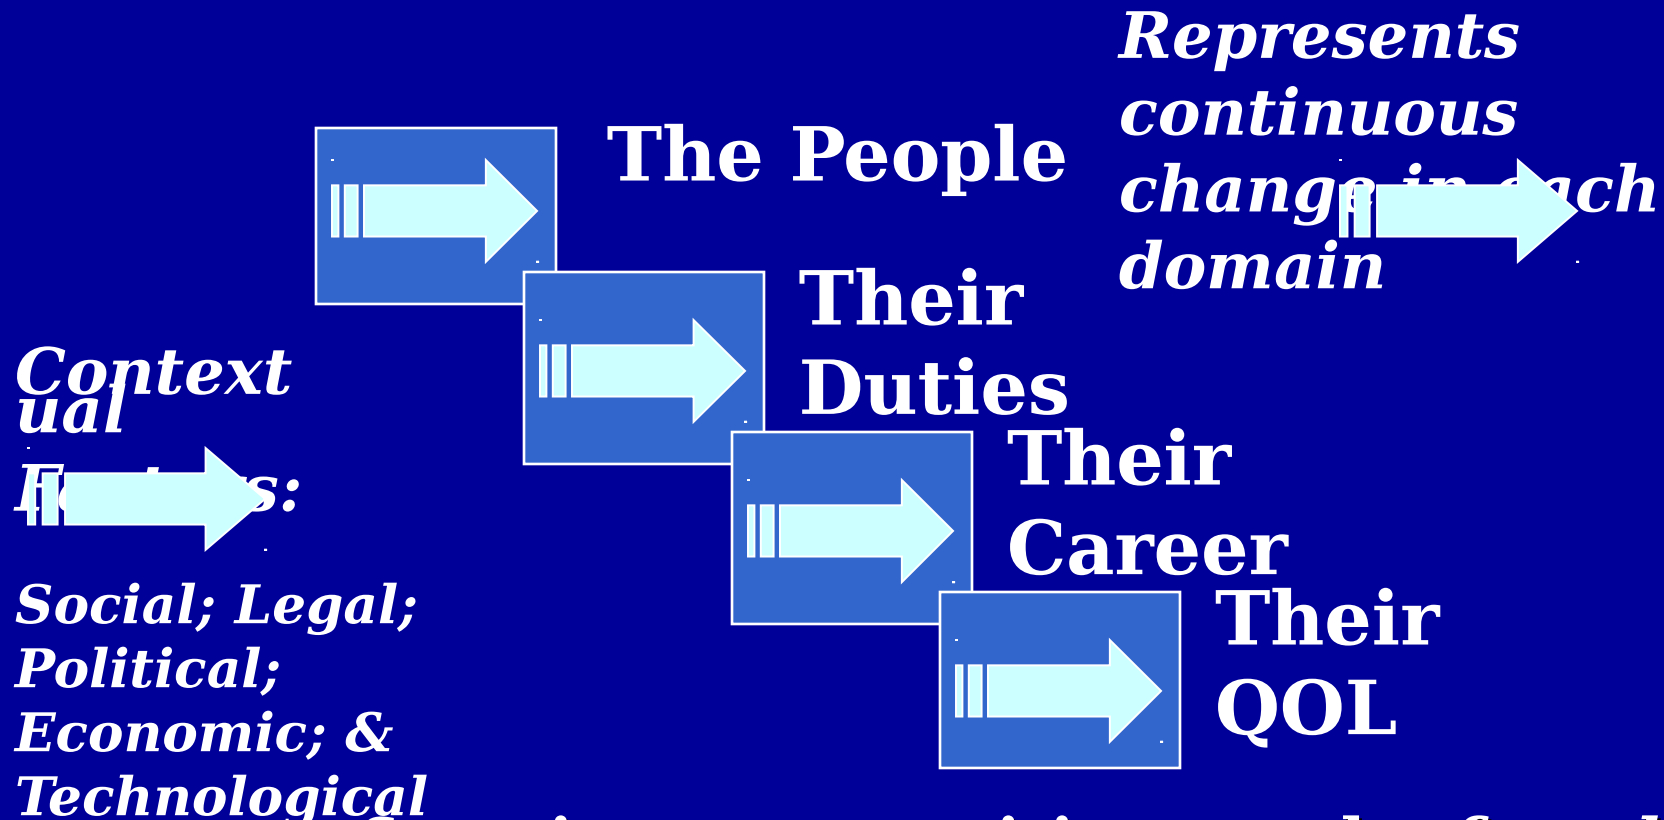 Represents
continuous
change in each
domain
The People
Their
Duties
Context
ual
Factors:
Their
Career
Social; Legal;
Political;
Economic; &
Technological
Their
QOL